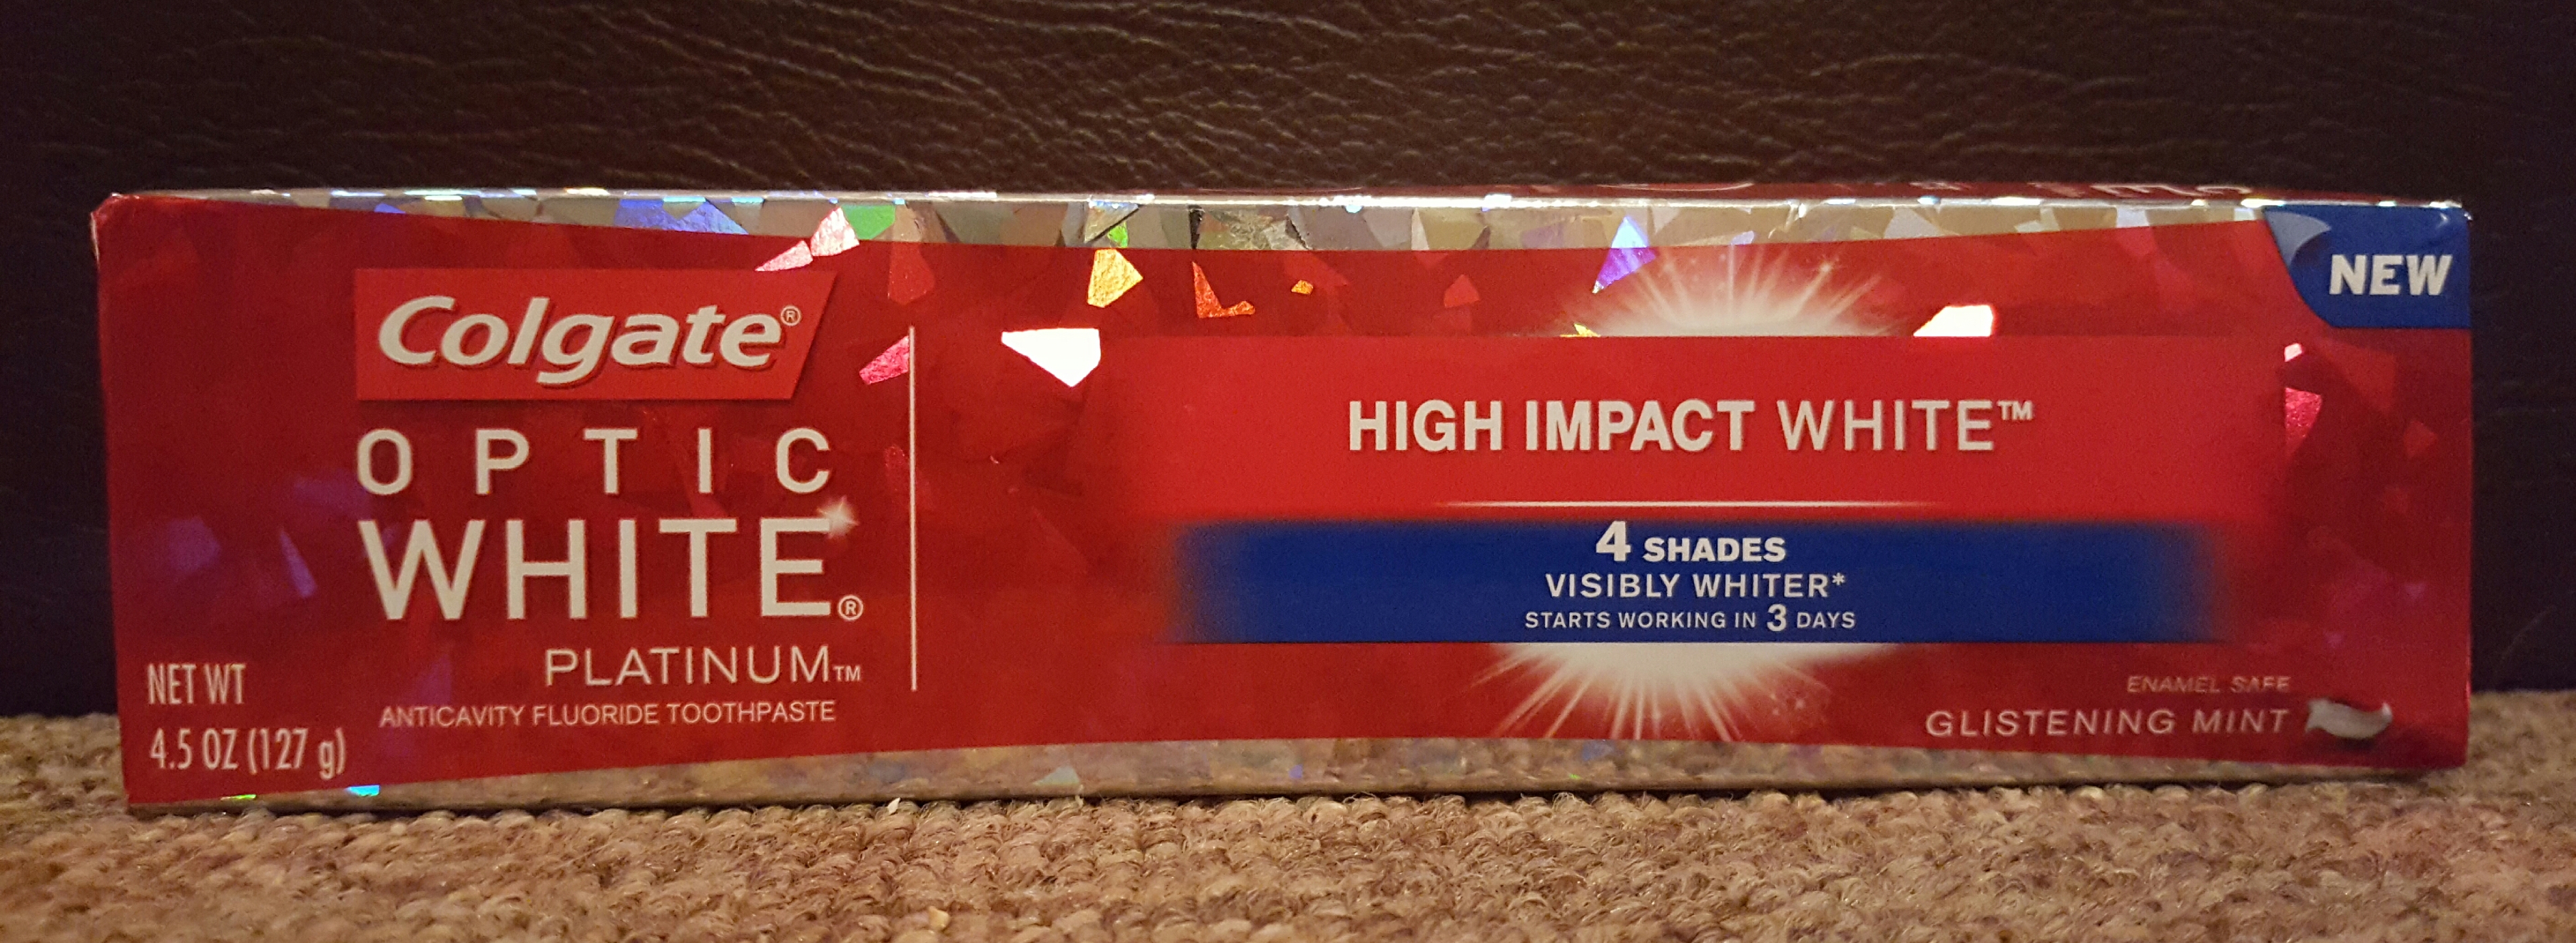 Colgate®
OPTIC
WHITE®
PLATINUM™
ANTICAVITY FLUORIDE TOOTHPASTE
NET WT
4.5 OZ (127 g)
NEW
HIGH IMPACT WHITE™
4 SHADES
VISIBLY WHITER*
STARTS WORKING IN 3 DAYS
ENAMEL SAFE
GLISTENING MINT